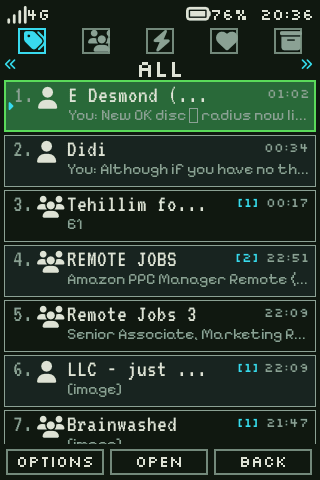 4G 76% 20:36
« »
ALL
1. E Desmond (... 01:02
You: New OK disc▯radius now li...
2. Didi 00:34
You: Although if you have no th...
3. Tehillim fo... [1] 00:17
61
4. REMOTE JOBS [2] 22:51
Amazon PPC Manager Remote (...
5. Remote Jobs 3 22:09
Senior Associate, Marketing R...
6. LLC - just ... [1] 22:09
(image)
7. Brainwashed [1] 21:47
(image)
OPTIONS OPEN BACK